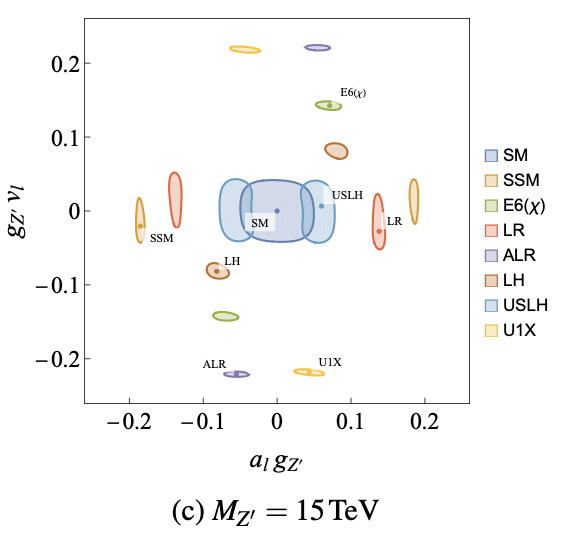 0.2
0.1
0
−0.1
−0.2
g_{Z′} v_l
E6(χ)
USLH
SM
SSM
LR
LH
ALR
U1X
SM
SSM
E6(χ)
LR
ALR
LH
USLH
U1X
−0.2 −0.1 0 0.1 0.2
a_l g_{Z′}
(c) M_{Z′} = 15 TeV